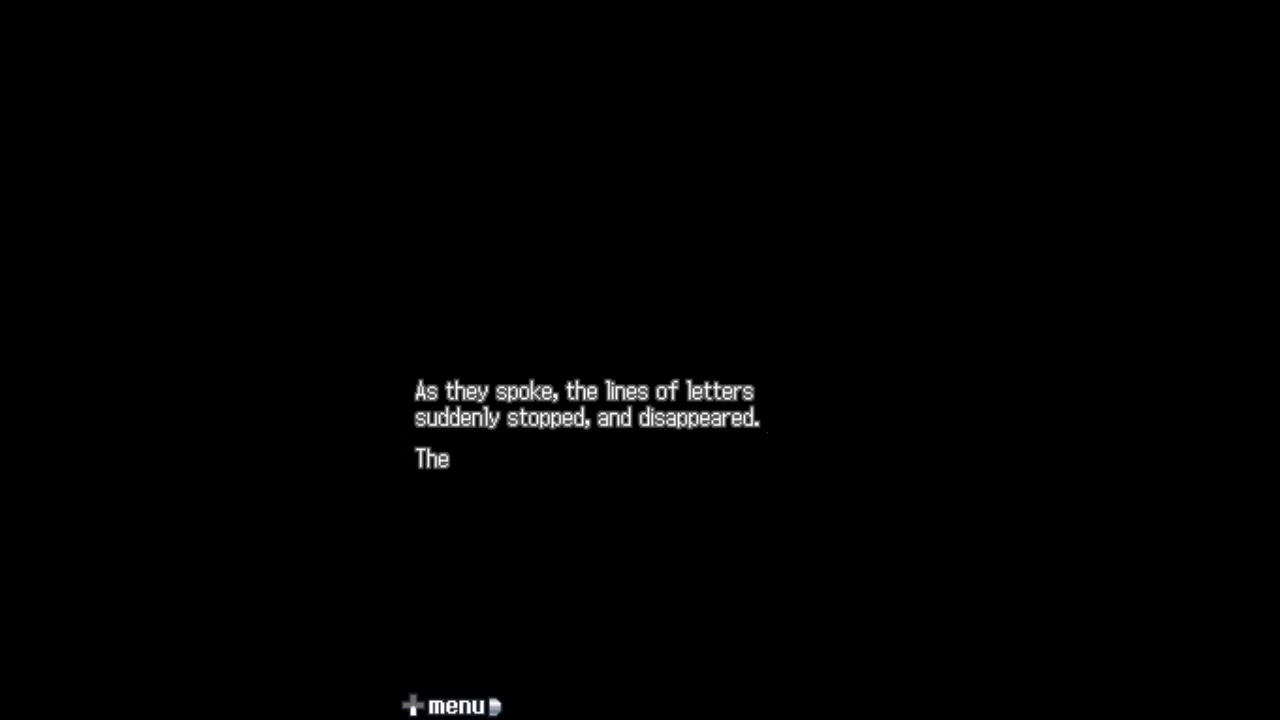 As they spoke, the lines of letters
suddenly stopped, and disappeared.
The
menu